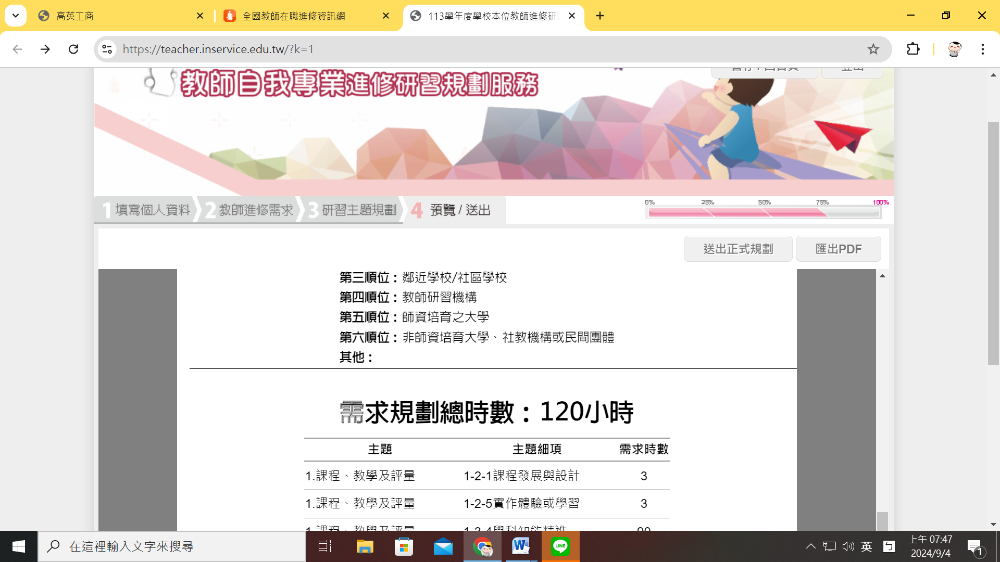 高英工商
全國教師在職進修資訊網
113學年度學校本位教師進修研
https://teacher.inservice.edu.tw/?k=1
教師自我專業進修研習規劃服務
1 填寫個人資料
2 教師進修需求
3 研習主題規劃
4 預覽 / 送出
0% 25% 50% 75% 100%
送出正式規劃
匯出PDF
第三順位：鄰近學校/社區學校
第四順位：教師研習機構
第五順位：師資培育之大學
第六順位：非師資培育大學、社教機構或民間團體
其他：
需求規劃總時數：120小時
主題 主題細項 需求時數
1.課程、教學及評量 1-2-1課程發展與設計 3
1.課程、教學及評量 1-2-5實作體驗或學習 3
1.課程、教學及評量 1-3-4學科知能精進 90
在這裡輸入文字來搜尋
W
LINE
英
上午 07:47
2024/9/4
1